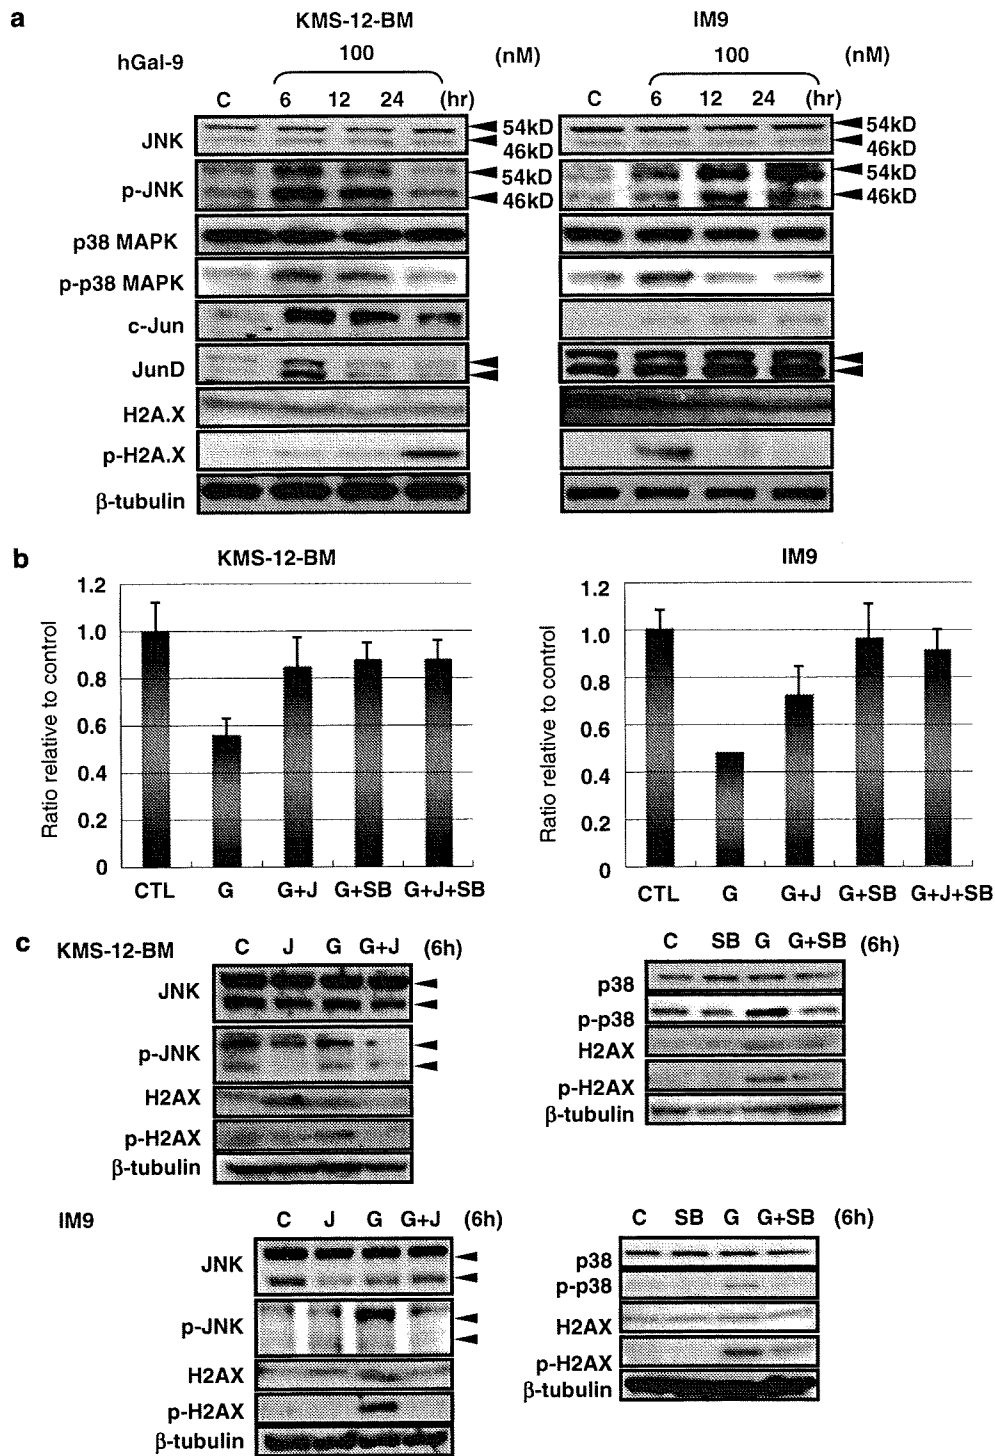 a
KMS-12-BM IM9
hGal-9 100 (nM) 100 (nM)
C 6 12 24 (hr) C 6 12 24 (hr)
JNK 54kD 46kD 54kD 46kD
p-JNK 54kD 46kD 54kD 46kD
p38 MAPK
p-p38 MAPK
c-Jun
JunD
H2A.X
p-H2A.X
β-tubulin
b
KMS-12-BM
Ratio relative to control
1.2
1.0
0.8
0.6
0.4
0.2
0
CTL G G+J G+SB G+J+SB
IM9
Ratio relative to control
1.2
1.0
0.8
0.6
0.4
0.2
0
CTL G G+J G+SB G+J+SB
c
KMS-12-BM
C J G G+J (6h)
JNK
p-JNK
H2AX
p-H2AX
β-tubulin
C SB G G+SB (6h)
p38
p-p38
H2AX
p-H2AX
β-tubulin
IM9
C J G G+J (6h)
JNK
p-JNK
H2AX
p-H2AX
β-tubulin
C SB G G+SB (6h)
p38
p-p38
H2AX
p-H2AX
β-tubulin